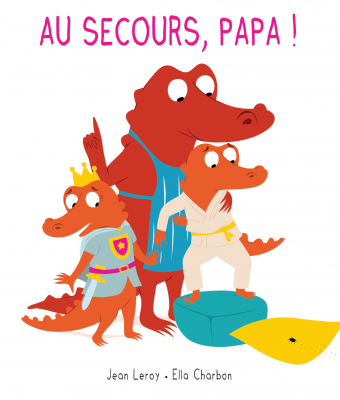 AU SECOURS, PAPA !
Jean Leroy • Ella Charbon